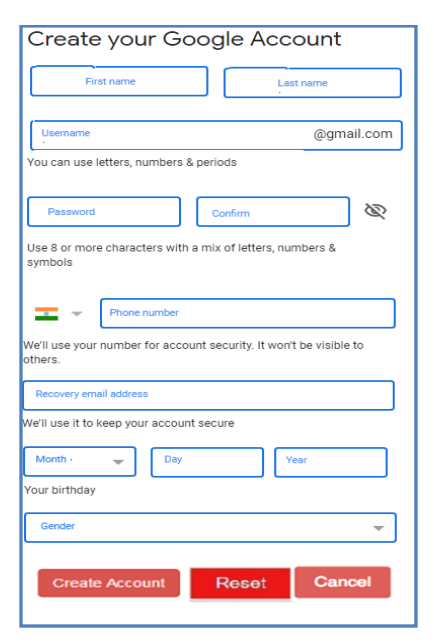 Create your Google Account
First name Last name
Username @gmail.com
You can use letters, numbers & periods
Password Confirm
Use 8 or more characters with a mix of letters, numbers &
symbols
Phone number
We'll use your number for account security. It won't be visible to
others.
Recovery email address
We'll use it to keep your account secure
Month Day Year
Your birthday
Gender
Create Account Reset Cancel